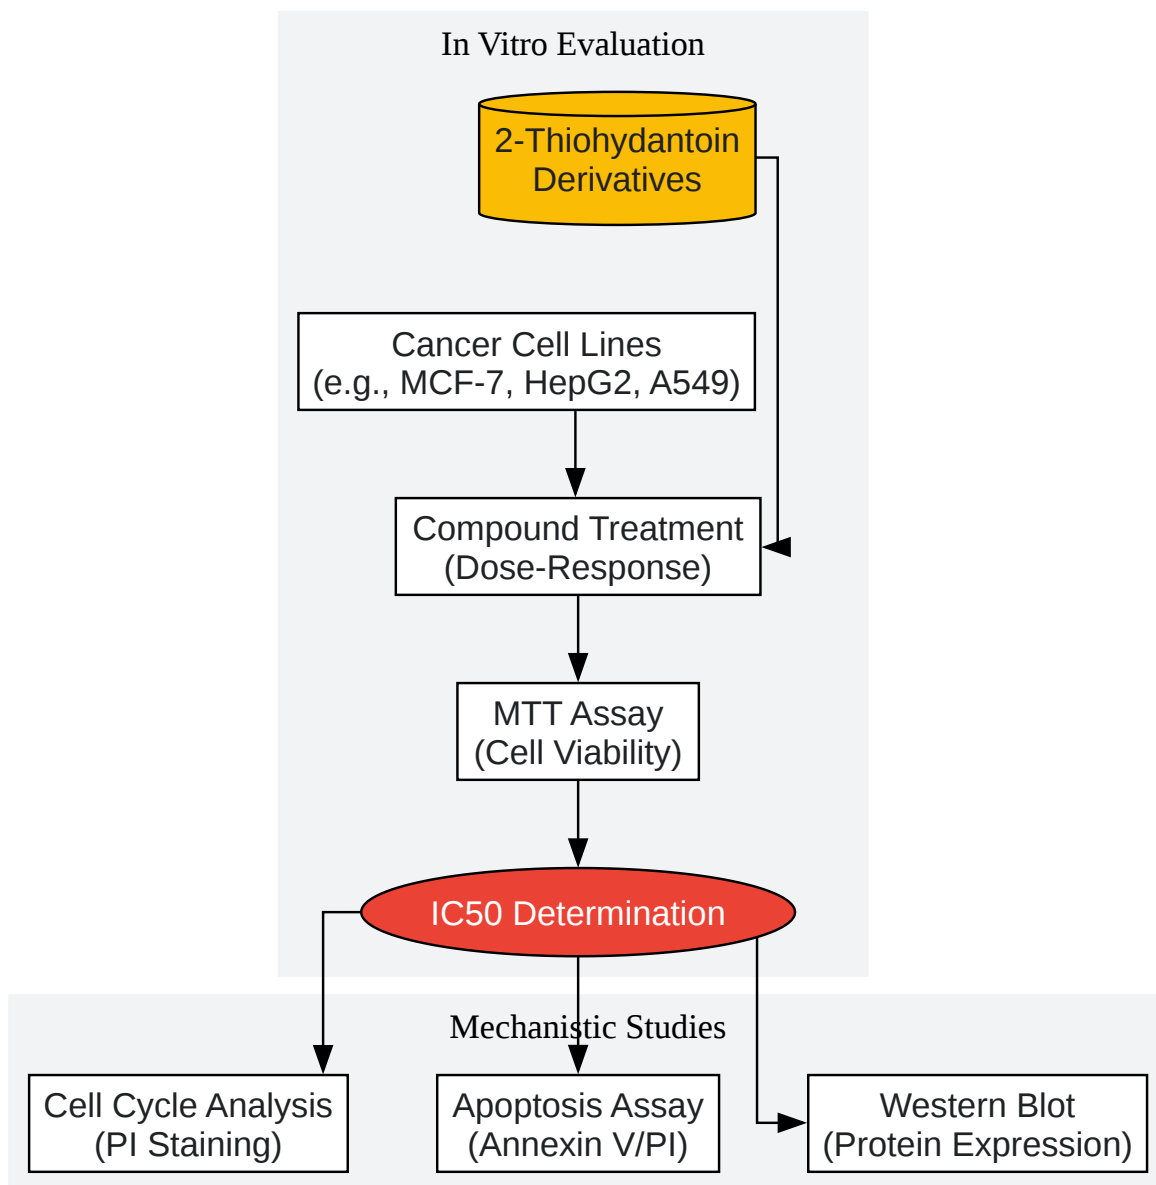 In Vitro Evaluation
2-Thiohydantoin
Derivatives
Cancer Cell Lines
(e.g., MCF-7, HepG2, A549)
Compound Treatment
(Dose-Response)
MTT Assay
(Cell Viability)
IC50 Determination
Mechanistic Studies
Cell Cycle Analysis
(PI Staining)
Apoptosis Assay
(Annexin V/PI)
Western Blot
(Protein Expression)